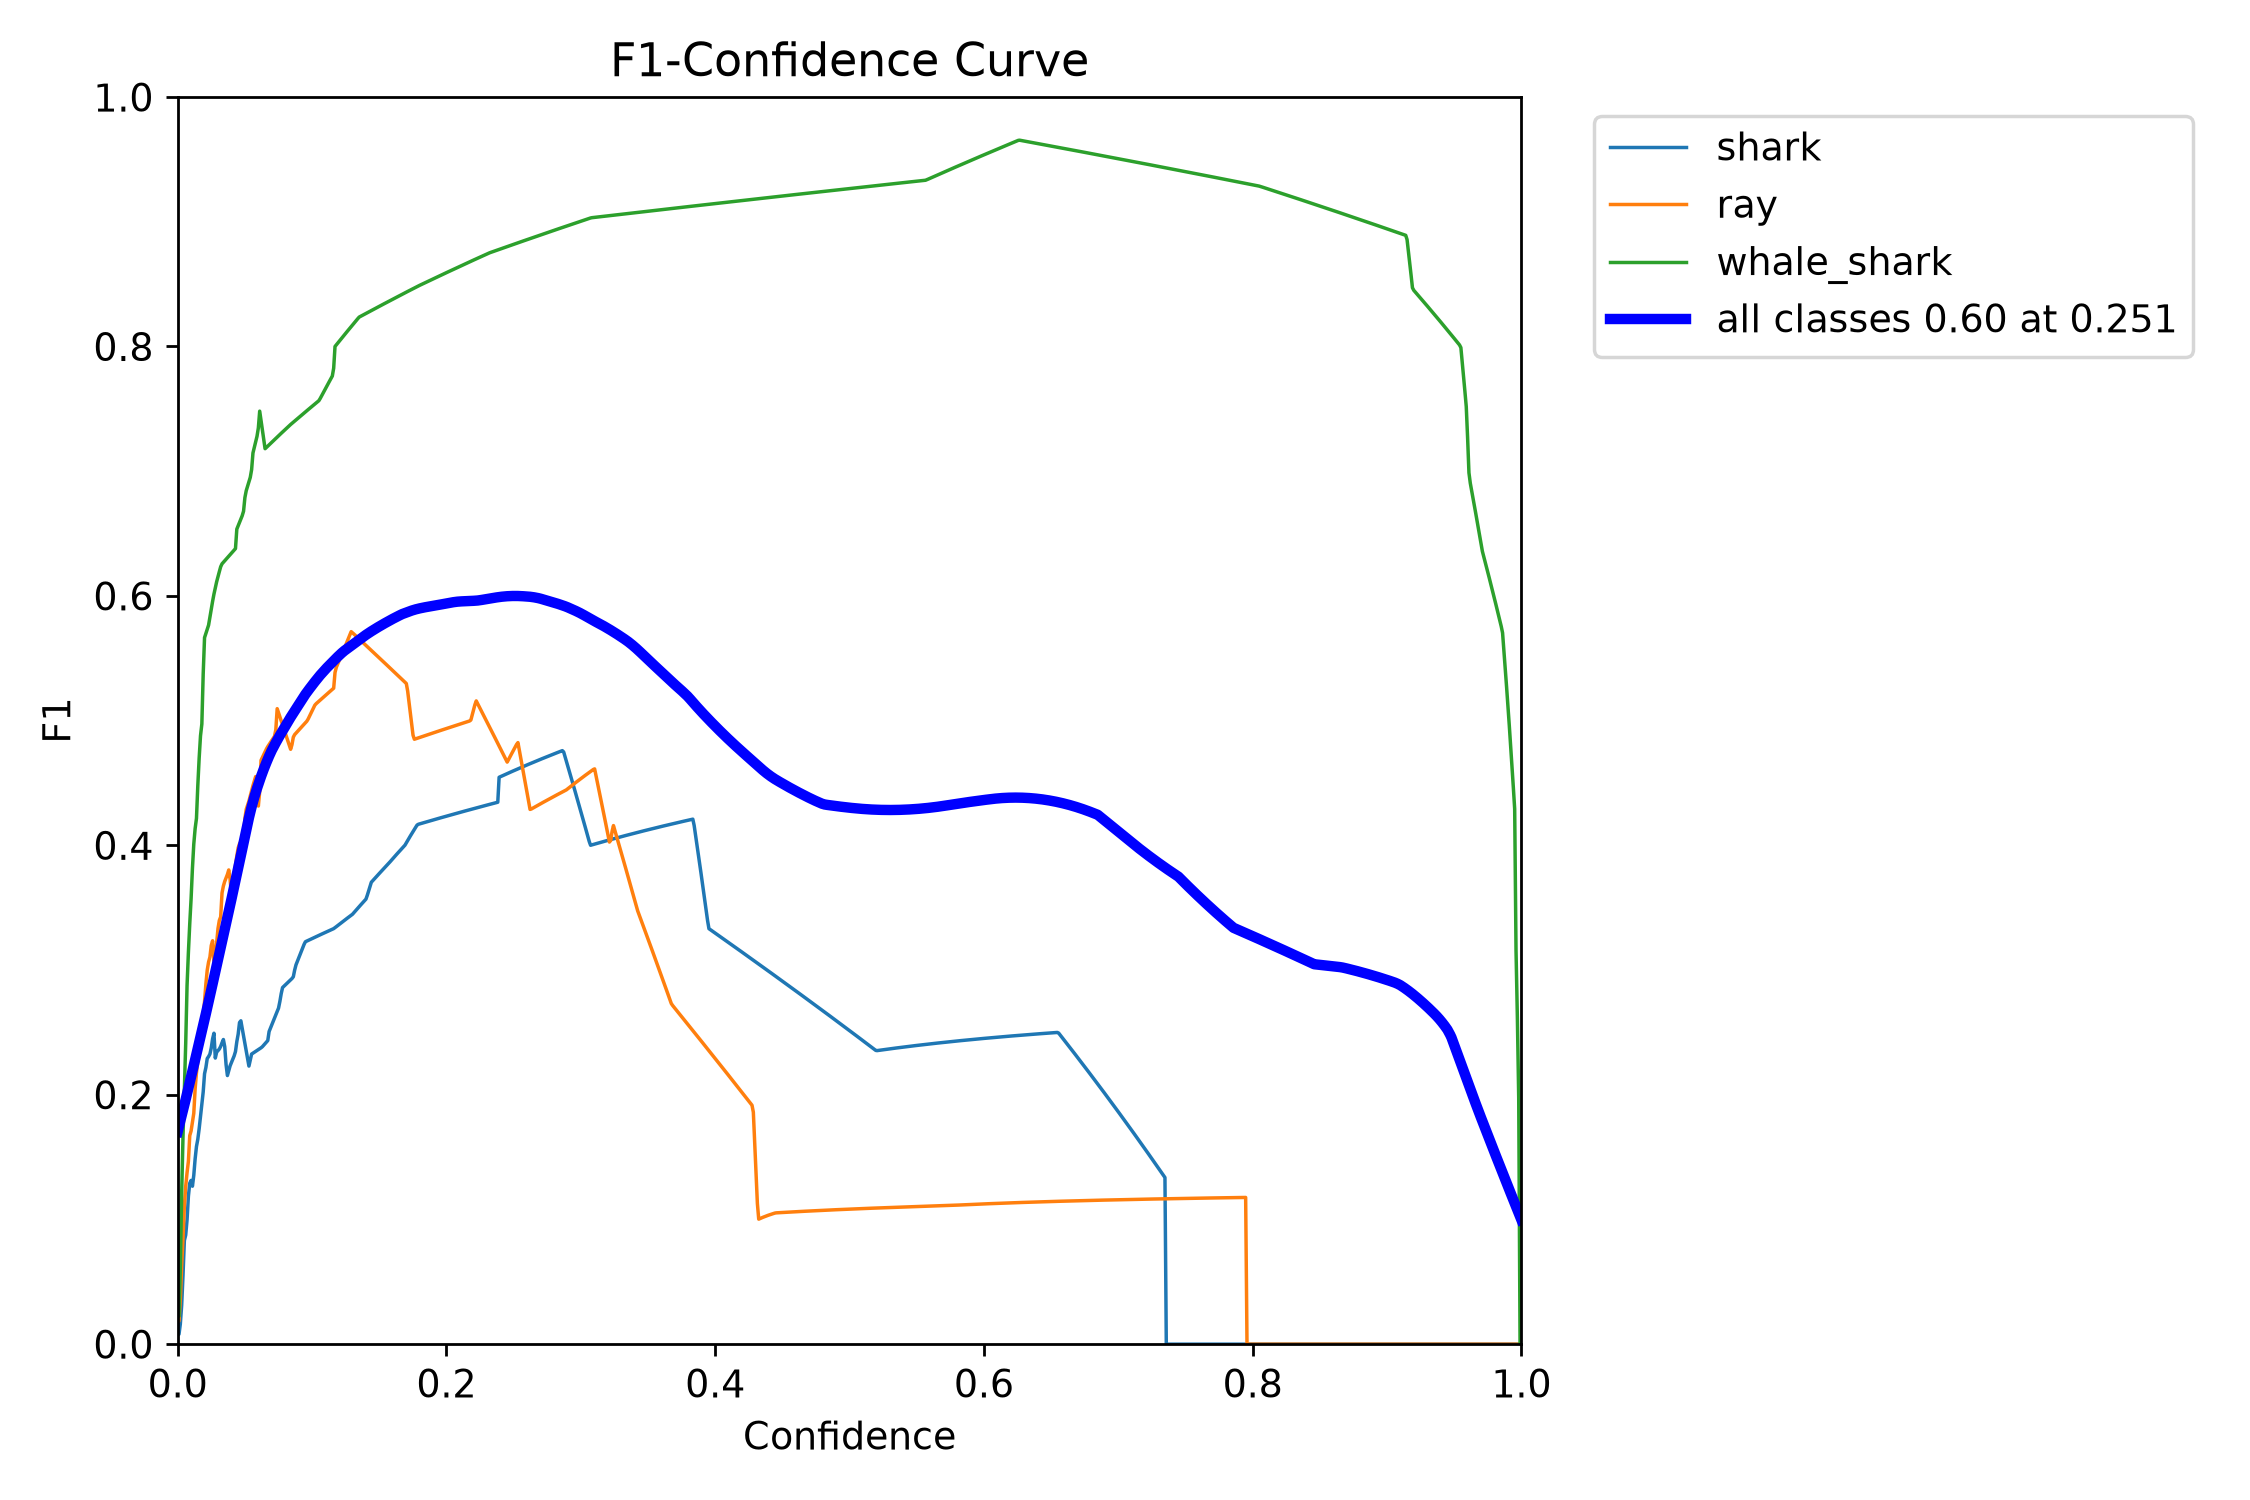 F1-Confidence Curve
1.0
0.8
0.6
0.4
0.2
0.0
F1
0.0 0.2 0.4 0.6 0.8 1.0
Confidence
shark
ray
whale_shark
all classes 0.60 at 0.251